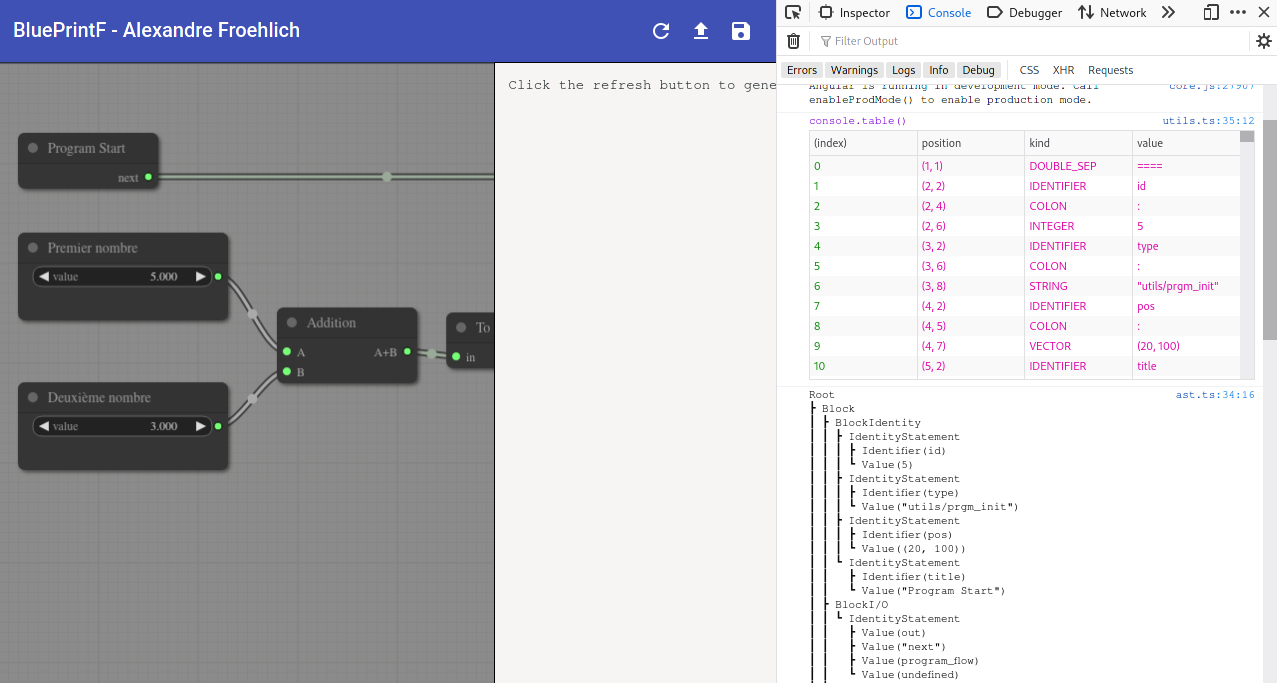 BluePrintF - Alexandre Froehlich
Click the refresh button to gene
Program Start
next
Premier nombre
value 5.000
Addition
A A+B
B
To
in
Deuxième nombre
value 3.000
Inspector Console Debugger Network
Filter Output
Errors Warnings Logs Info Debug CSS XHR Requests
Angular is running in development mode. Call core.js:27907
enableProdMode() to enable production mode.
console.table() utils.ts:35:12
(index) position kind value
0 (1, 1) DOUBLE_SEP ====
1 (2, 2) IDENTIFIER id
2 (2, 4) COLON :
3 (2, 6) INTEGER 5
4 (3, 2) IDENTIFIER type
5 (3, 6) COLON :
6 (3, 8) STRING "utils/prgm_init"
7 (4, 2) IDENTIFIER pos
8 (4, 5) COLON :
9 (4, 7) VECTOR (20, 100)
10 (5, 2) IDENTIFIER title
Root ast.ts:34:16
Block
BlockIdentity
IdentityStatement
Identifier(id)
Value(5)
IdentityStatement
Identifier(type)
Value("utils/prgm_init")
IdentityStatement
Identifier(pos)
Value((20, 100))
IdentityStatement
Identifier(title)
Value("Program Start")
BlockI/O
IdentityStatement
Value(out)
Value("next")
Value(program_flow)
Value(undefined)